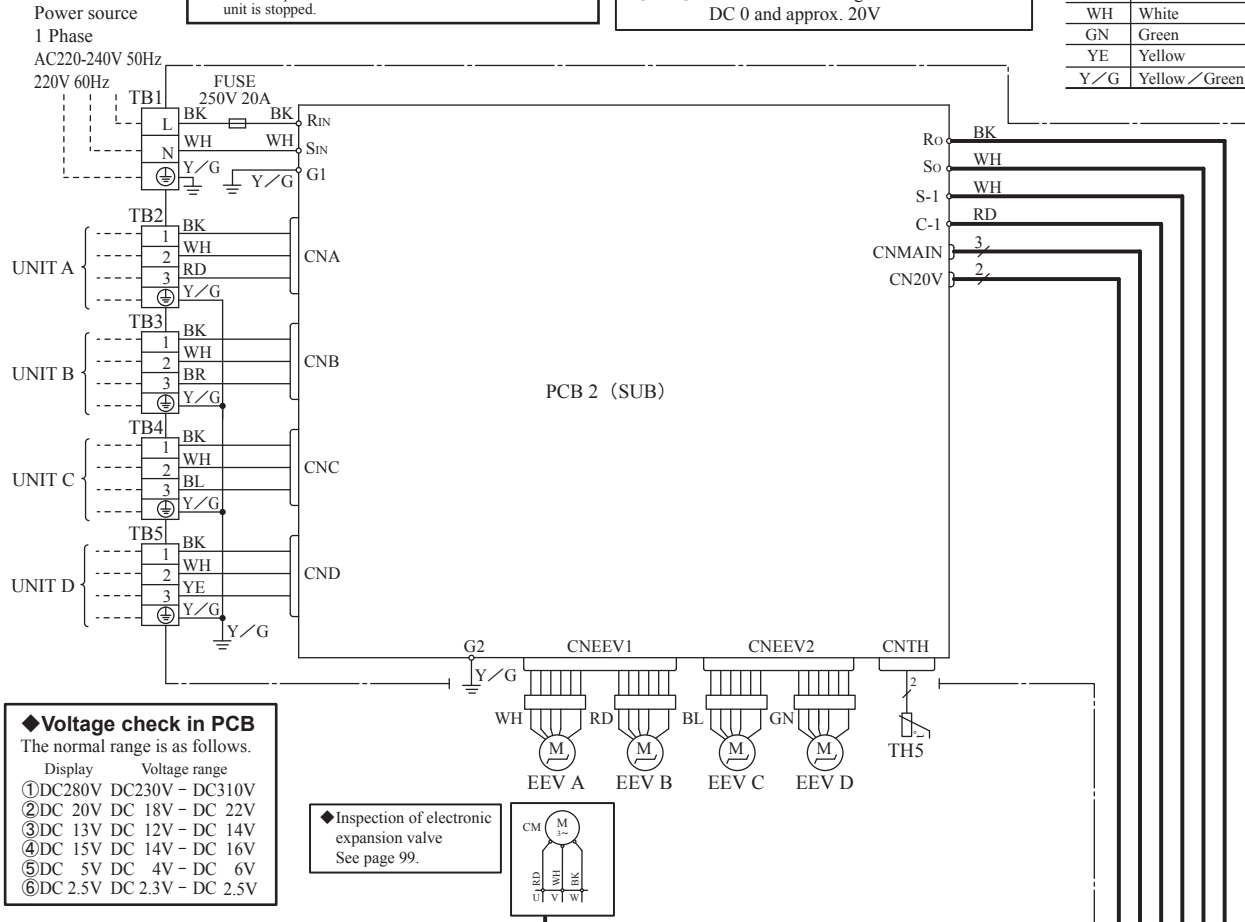 unit is stopped.
DC 0 and approx. 20V
WH White
GN Green
YE Yellow
Y/G Yellow/Green
Power source
1 Phase
AC220-240V 50Hz
220V 60Hz
TB1
FUSE
250V 20A
L BK BK RIN
N WH WH SIN
Y/G Y/G G1
RO BK
SO WH
S-1 WH
C-1 RD
CNMAIN 3
CN20V 2
UNIT A
TB2
1 BK
2 WH
3 RD
Y/G
CNA
UNIT B
TB3
1 BK
2 WH
3 BR
Y/G
CNB
PCB 2 (SUB)
UNIT C
TB4
1 BK
2 WH
3 BL
Y/G
CNC
UNIT D
TB5
1 BK
2 WH
3 YE
Y/G
CND
Y/G
G2 CNEEV1 CNEEV2 CNTH
Y/G
2
WH RD BL GN
M M M M
TH5
EEV A EEV B EEV C EEV D
◆Voltage check in PCB
The normal range is as follows.
Display Voltage range
①DC280V DC230V - DC310V
②DC 20V DC 18V - DC 22V
③DC 13V DC 12V - DC 14V
④DC 15V DC 14V - DC 16V
⑤DC 5V DC 4V - DC 6V
⑥DC 2.5V DC 2.3V - DC 2.5V
◆Inspection of electronic
expansion valve
See page 99.
CM M
3~
RD WH BK
U V W